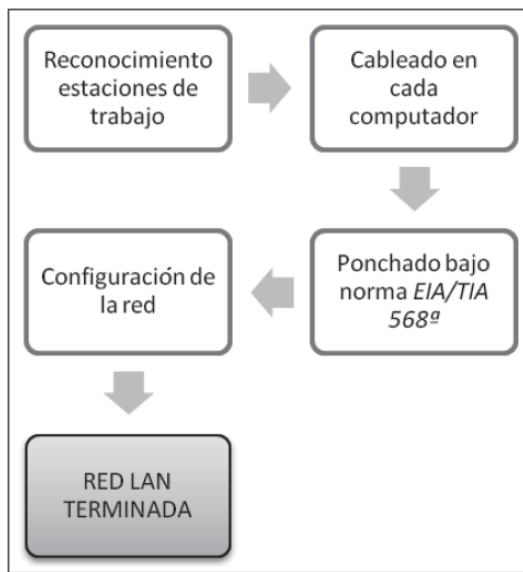 Reconocimiento
estaciones de
trabajo
Cableado en
cada
computador
Ponchado bajo
norma EIA/TIA
568ª
Configuración de
la red
RED LAN
TERMINADA